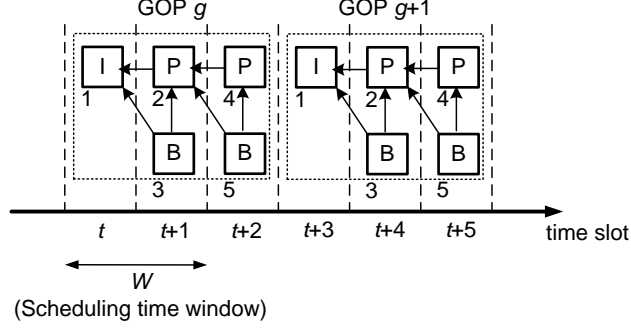 GOP g GOP g+1
I P P I P P
1 2 4 1 2 4
B B B B
3 5 3 5
t t+1 t+2 t+3 t+4 t+5 time slot
W
(Scheduling time window)